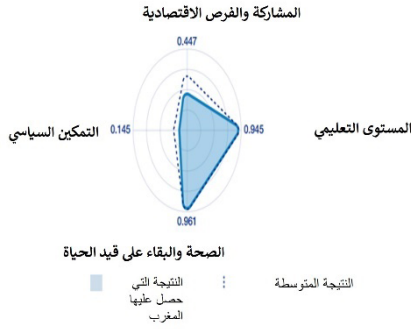 المشاركة والفرص الاقتصادية
0.447
المستوى التعليمي
0.945
0.145
التمكين السياسي
0.961
الصحة والبقاء على قيد الحياة
النتيجة المتوسطة
النتيجة التي
حصل عليها
المغرب